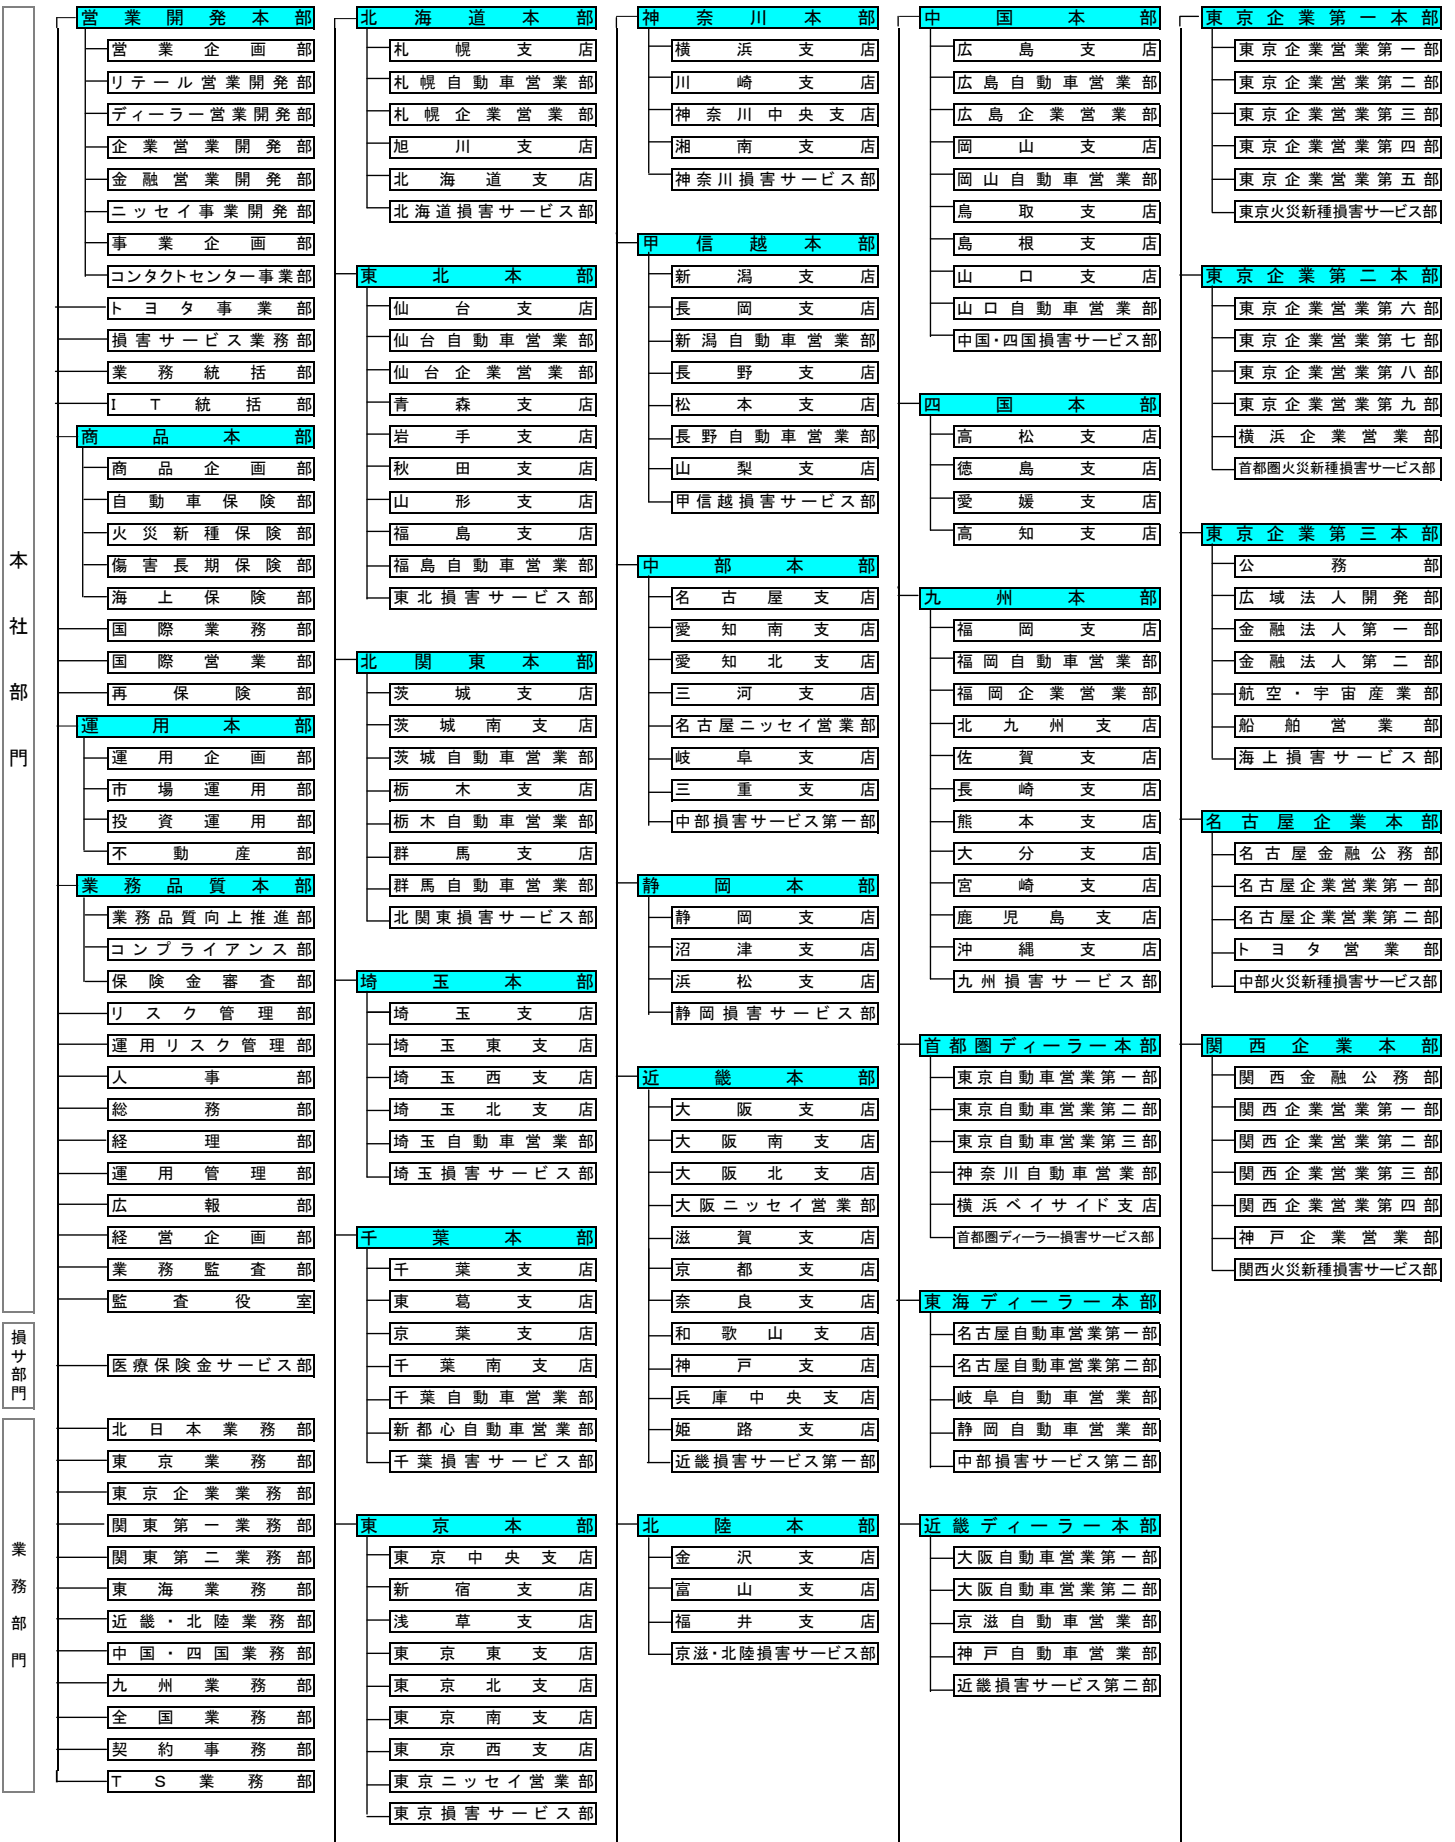 本社部門
営業開発本部
営業企画部
リテール営業開発部
ディーラー営業開発部
企業営業開発部
金融営業開発部
ニッセイ事業開発部
事業企画部
コンタクトセンター事業部
トヨタ事業部
損害サービス業務部
業務統括部
IT統括部
商品本部
商品企画部
自動車保険部
火災新種保険部
傷害長期保険部
海上保険部
国際業務部
国際営業部
再保険部
運用本部
運用企画部
市場運用部
投資運用部
不動産部
業務品質本部
業務品質向上推進部
コンプライアンス部
保険金審査部
リスク管理部
運用リスク管理部
人事部
総務部
経理部
運用管理部
広報部
経営企画部
業務監査部
監査役室
損サ部門
医療保険金サービス部
業務部門
北日本業務部
東京業務部
東京企業業務部
関東第一業務部
関東第二業務部
東海業務部
近畿・北陸業務部
中国・四国業務部
九州業務部
全国業務部
契約事務部
TS業務部
北海道本部
札幌支店
札幌自動車営業部
札幌企業営業部
旭川支店
北海道支店
北海道損害サービス部
東北本部
仙台支店
仙台自動車営業部
仙台企業営業部
青森支店
岩手支店
秋田支店
山形支店
福島支店
福島自動車営業部
東北損害サービス部
北関東本部
茨城支店
茨城南支店
茨城自動車営業部
栃木支店
栃木自動車営業部
群馬支店
群馬自動車営業部
北関東損害サービス部
埼玉本部
埼玉支店
埼玉東支店
埼玉西支店
埼玉北支店
埼玉自動車営業部
埼玉損害サービス部
千葉本部
千葉支店
東葛支店
京葉支店
千葉南支店
千葉自動車営業部
新都心自動車営業部
千葉損害サービス部
東京本部
東京中央支店
新宿支店
浅草支店
東京東支店
東京北支店
東京南支店
東京西支店
東京ニッセイ営業部
東京損害サービス部
神奈川本部
横浜支店
川崎支店
神奈川中央支店
湘南支店
神奈川損害サービス部
甲信越本部
新潟支店
長岡支店
新潟自動車営業部
長野支店
松本支店
長野自動車営業部
山梨支店
甲信越損害サービス部
中部本部
名古屋支店
愛知南支店
愛知北支店
三河支店
名古屋ニッセイ営業部
岐阜支店
三重支店
中部損害サービス第一部
静岡本部
静岡支店
沼津支店
浜松支店
静岡損害サービス部
近畿本部
大阪支店
大阪南支店
大阪北支店
大阪ニッセイ営業部
滋賀支店
京都支店
奈良支店
和歌山支店
神戸支店
兵庫中央支店
姫路支店
近畿損害サービス第一部
北陸本部
金沢支店
富山支店
福井支店
京滋・北陸損害サービス部
中国本部
広島支店
広島自動車営業部
広島企業営業部
岡山支店
岡山自動車営業部
鳥取支店
島根支店
山口支店
山口自動車営業部
中国・四国損害サービス部
四国本部
高松支店
徳島支店
愛媛支店
高知支店
九州本部
福岡支店
福岡自動車営業部
福岡企業営業部
北九州支店
佐賀支店
長崎支店
熊本支店
大分支店
宮崎支店
鹿児島支店
沖縄支店
九州損害サービス部
首都圏ディーラー本部
東京自動車営業第一部
東京自動車営業第二部
東京自動車営業第三部
神奈川自動車営業部
横浜ベイサイド支店
首都圏ディーラー損害サービス部
東海ディーラー本部
名古屋自動車営業第一部
名古屋自動車営業第二部
岐阜自動車営業部
静岡自動車営業部
中部損害サービス第二部
近畿ディーラー本部
大阪自動車営業第一部
大阪自動車営業第二部
京滋自動車営業部
神戸自動車営業部
近畿損害サービス第二部
東京企業第一本部
東京企業営業第一部
東京企業営業第二部
東京企業営業第三部
東京企業営業第四部
東京企業営業第五部
東京火災新種損害サービス部
東京企業第二本部
東京企業営業第六部
東京企業営業第七部
東京企業営業第八部
東京企業営業第九部
横浜企業営業部
首都圏火災新種損害サービス部
東京企業第三本部
公務部
広域法人開発部
金融法人第一部
金融法人第二部
航空・宇宙産業部
船舶営業部
海上損害サービス部
名古屋企業本部
名古屋金融公務部
名古屋企業営業第一部
名古屋企業営業第二部
トヨタ営業部
中部火災新種損害サービス部
関西企業本部
関西金融公務部
関西企業営業第一部
関西企業営業第二部
関西企業営業第三部
関西企業営業第四部
神戸企業営業部
関西火災新種損害サービス部